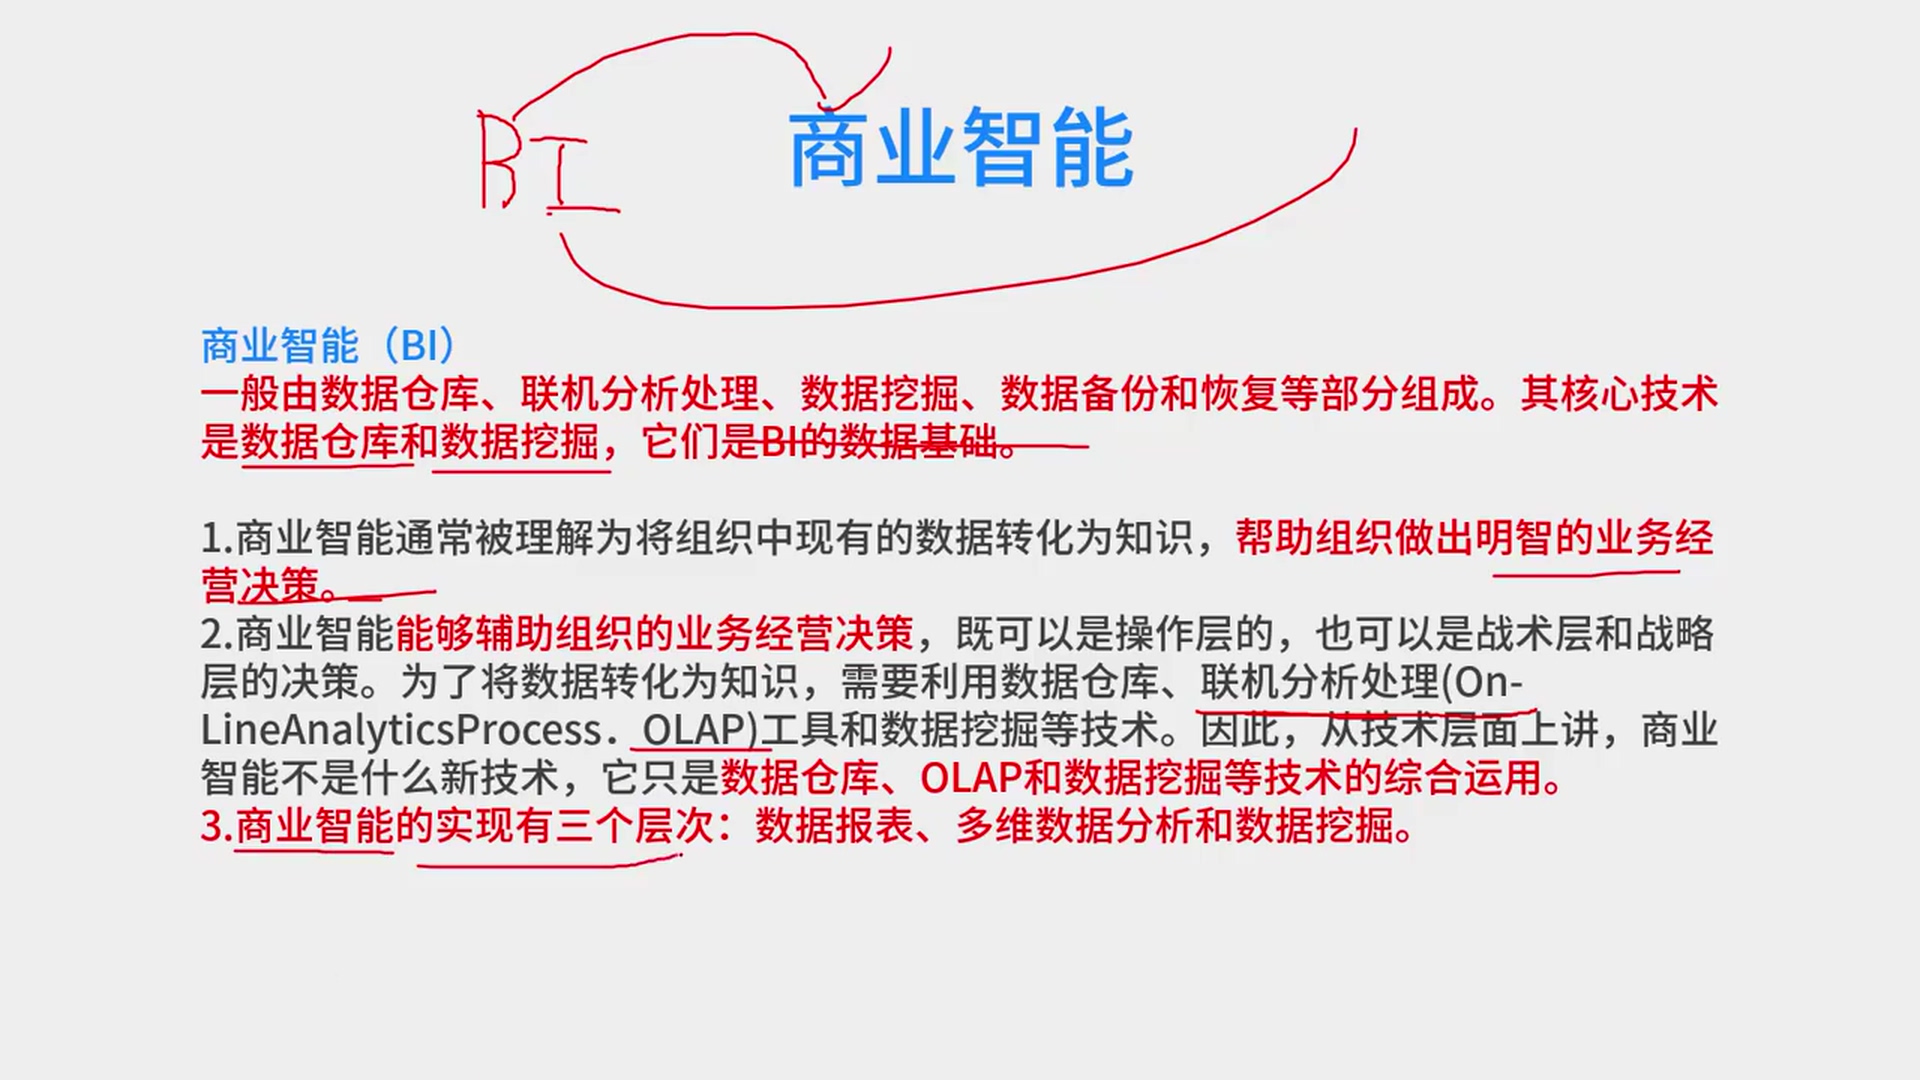 BI
商业智能
商业智能（BI）
一般由数据仓库、联机分析处理、数据挖掘、数据备份和恢复等部分组成。其核心技术
是数据仓库和数据挖掘，它们是BI的数据基础。
1.商业智能通常被理解为将组织中现有的数据转化为知识，帮助组织做出明智的业务经
营决策。
2.商业智能能够辅助组织的业务经营决策，既可以是操作层的，也可以是战术层和战略
层的决策。为了将数据转化为知识，需要利用数据仓库、联机分析处理(On-
LineAnalyticsProcess．OLAP)工具和数据挖掘等技术。因此，从技术层面上讲，商业
智能不是什么新技术，它只是数据仓库、OLAP和数据挖掘等技术的综合运用。
3.商业智能的实现有三个层次：数据报表、多维数据分析和数据挖掘。